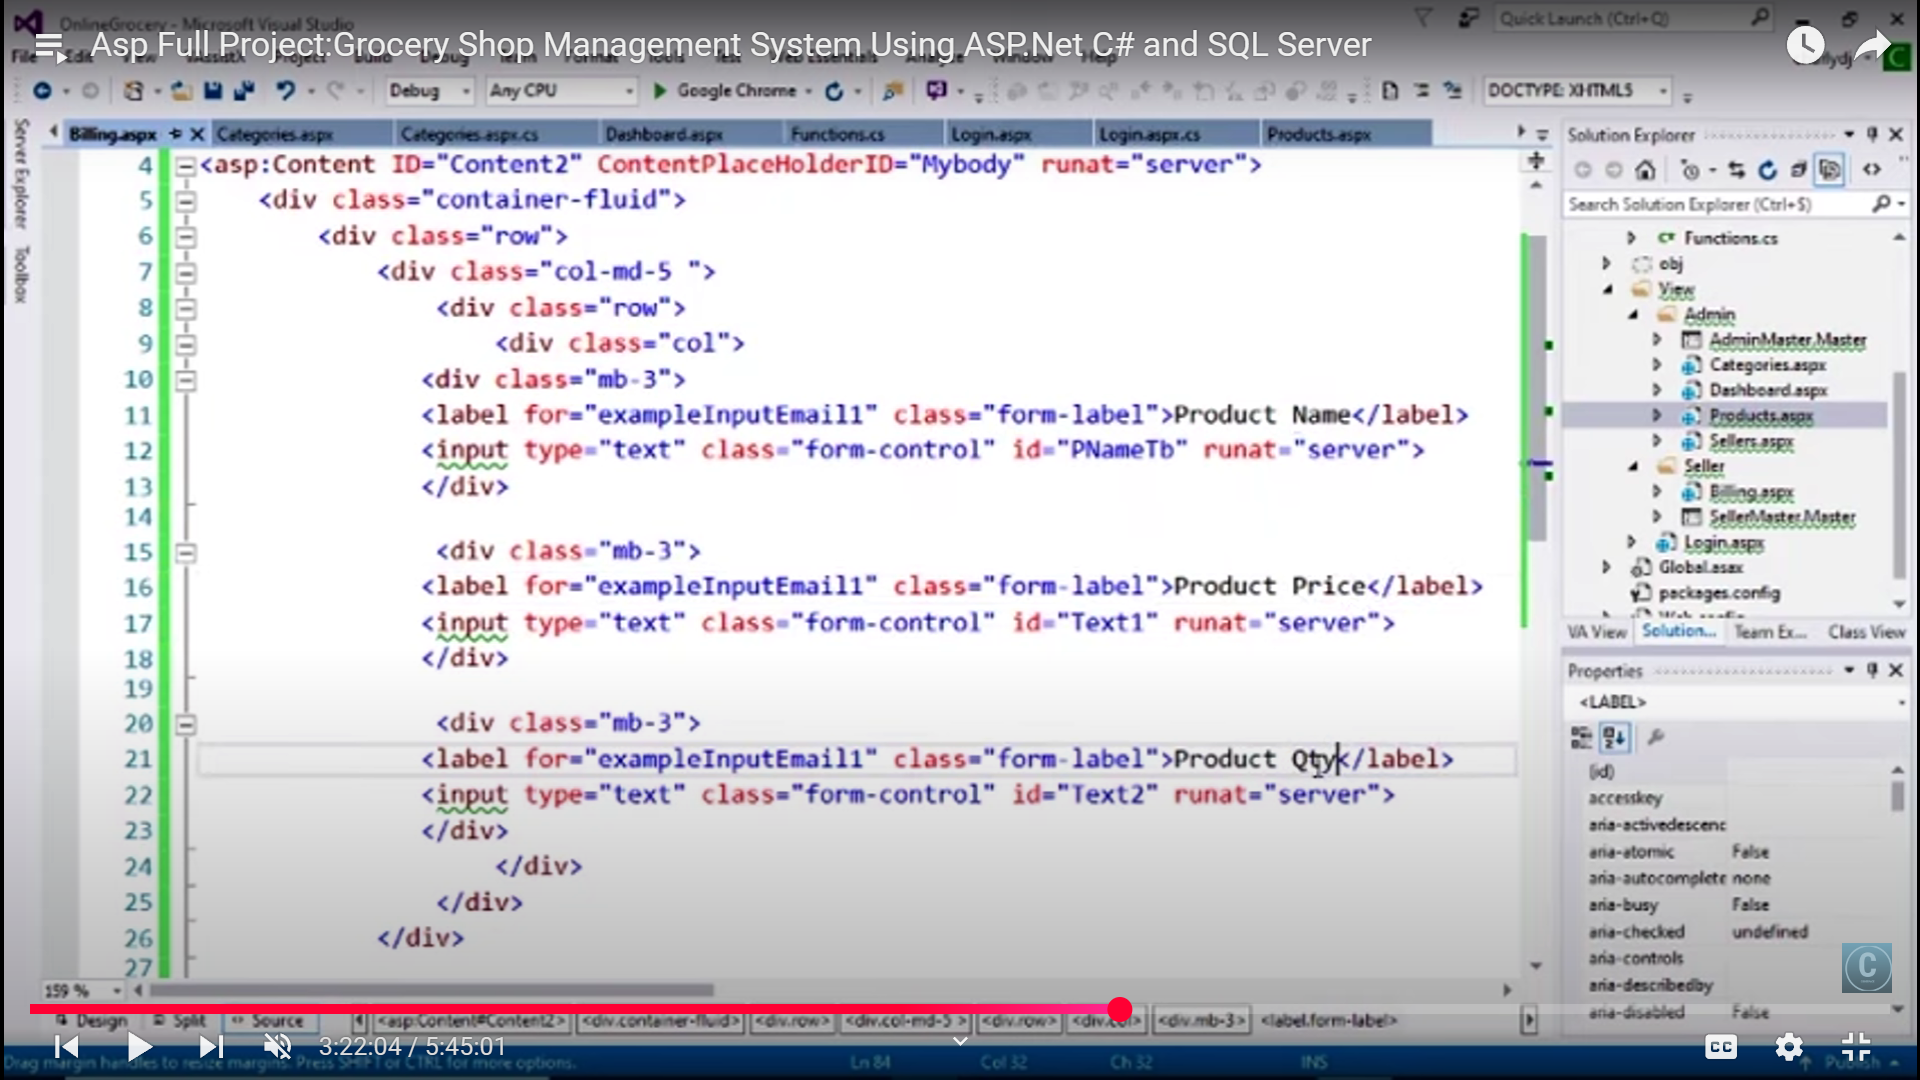 OnlineGrocery - Microsoft Visual Studio
Quick Launch (Ctrl+Q)
Asp Full Project:Grocery Shop Management System Using ASP.Net C# and SQL Server
Debug Any CPU Google Chrome DOCTYPE: XHTML5
Server Explorer
Toolbox
Billing.aspx Categories.aspx Categories.aspx.cs Dashboard.aspx Functions.cs Login.aspx Login.aspx.cs Products.aspx
4 <asp:Content ID="Content2" ContentPlaceHolderID="Mybody" runat="server">
5 <div class="container-fluid">
6 <div class="row">
7 <div class="col-md-5 ">
8 <div class="row">
9 <div class="col">
10 <div class="mb-3">
11 <label for="exampleInputEmail1" class="form-label">Product Name</label>
12 <input type="text" class="form-control" id="PNameTb" runat="server">
13 </div>
14
15 <div class="mb-3">
16 <label for="exampleInputEmail1" class="form-label">Product Price</label>
17 <input type="text" class="form-control" id="Text1" runat="server">
18 </div>
19
20 <div class="mb-3">
21 <label for="exampleInputEmail1" class="form-label">Product Qty</label>
22 <input type="text" class="form-control" id="Text2" runat="server">
23 </div>
24 </div>
25 </div>
26 </div>
27
159 %
Design Split Source <asp:Content#Content2> <div.container-fluid> <div.row> <div.col-md-5 > <div.row> <div.col> <div.mb-3> <label.form-label>
3:22:04 / 5:45:01
Drag margin handles to resize margins. Press SHIFT or CTRL for more options. Ln 84 Col 32 Ch 32 INS Publish
Solution Explorer
Search Solution Explorer (Ctrl+$)
Functions.cs
obj
View
Admin
AdminMaster.Master
Categories.aspx
Dashboard.aspx
Products.aspx
Sellers.aspx
Seller
Billing.aspx
SellerMaster.Master
Login.aspx
Global.asax
packages.config
VA View Solution... Team Ex... Class View
Properties
<LABEL>
(id)
accesskey
aria-activedescenc
aria-atomic False
aria-autocomplete none
aria-busy False
aria-checked undefined
aria-controls
aria-describedby
aria-disabled False
C
CC